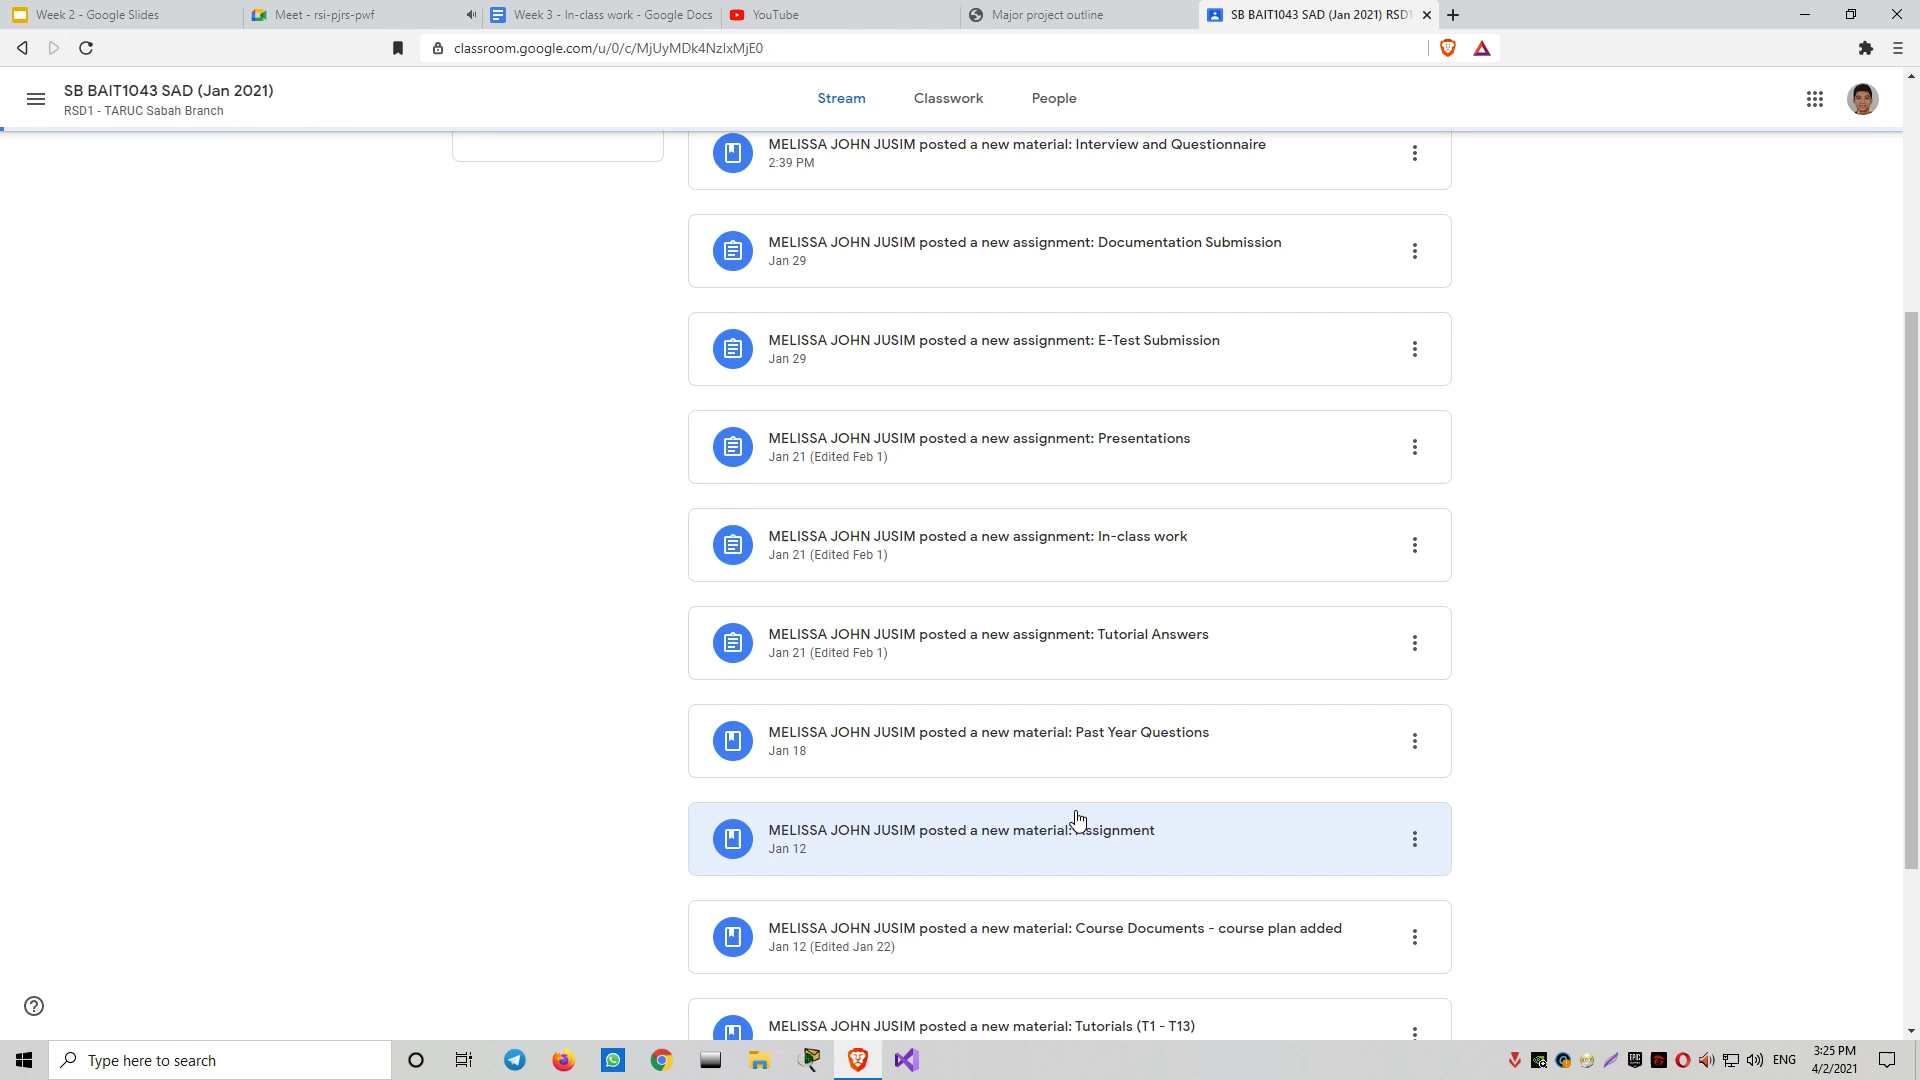 Week 2 - Google Slides
Meet - rsi-pjrs-pwf
Week 3 - In-class work - Google Docs
YouTube
Major project outline
SB BAIT1043 SAD (Jan 2021) RSD1
classroom.google.com/u/0/c/MjUyMDk4NzIxMjE0
SB BAIT1043 SAD (Jan 2021)
RSD1 - TARUC Sabah Branch
Stream
Classwork
People
MELISSA JOHN JUSIM posted a new material: Interview and Questionnaire
2:39 PM
MELISSA JOHN JUSIM posted a new assignment: Documentation Submission
Jan 29
MELISSA JOHN JUSIM posted a new assignment: E-Test Submission
Jan 29
MELISSA JOHN JUSIM posted a new assignment: Presentations
Jan 21 (Edited Feb 1)
MELISSA JOHN JUSIM posted a new assignment: In-class work
Jan 21 (Edited Feb 1)
MELISSA JOHN JUSIM posted a new assignment: Tutorial Answers
Jan 21 (Edited Feb 1)
MELISSA JOHN JUSIM posted a new material: Past Year Questions
Jan 18
MELISSA JOHN JUSIM posted a new material: Assignment
Jan 12
MELISSA JOHN JUSIM posted a new material: Course Documents - course plan added
Jan 12 (Edited Jan 22)
MELISSA JOHN JUSIM posted a new material: Tutorials (T1 - T13)
Type here to search
ENG
3:25 PM
4/2/2021